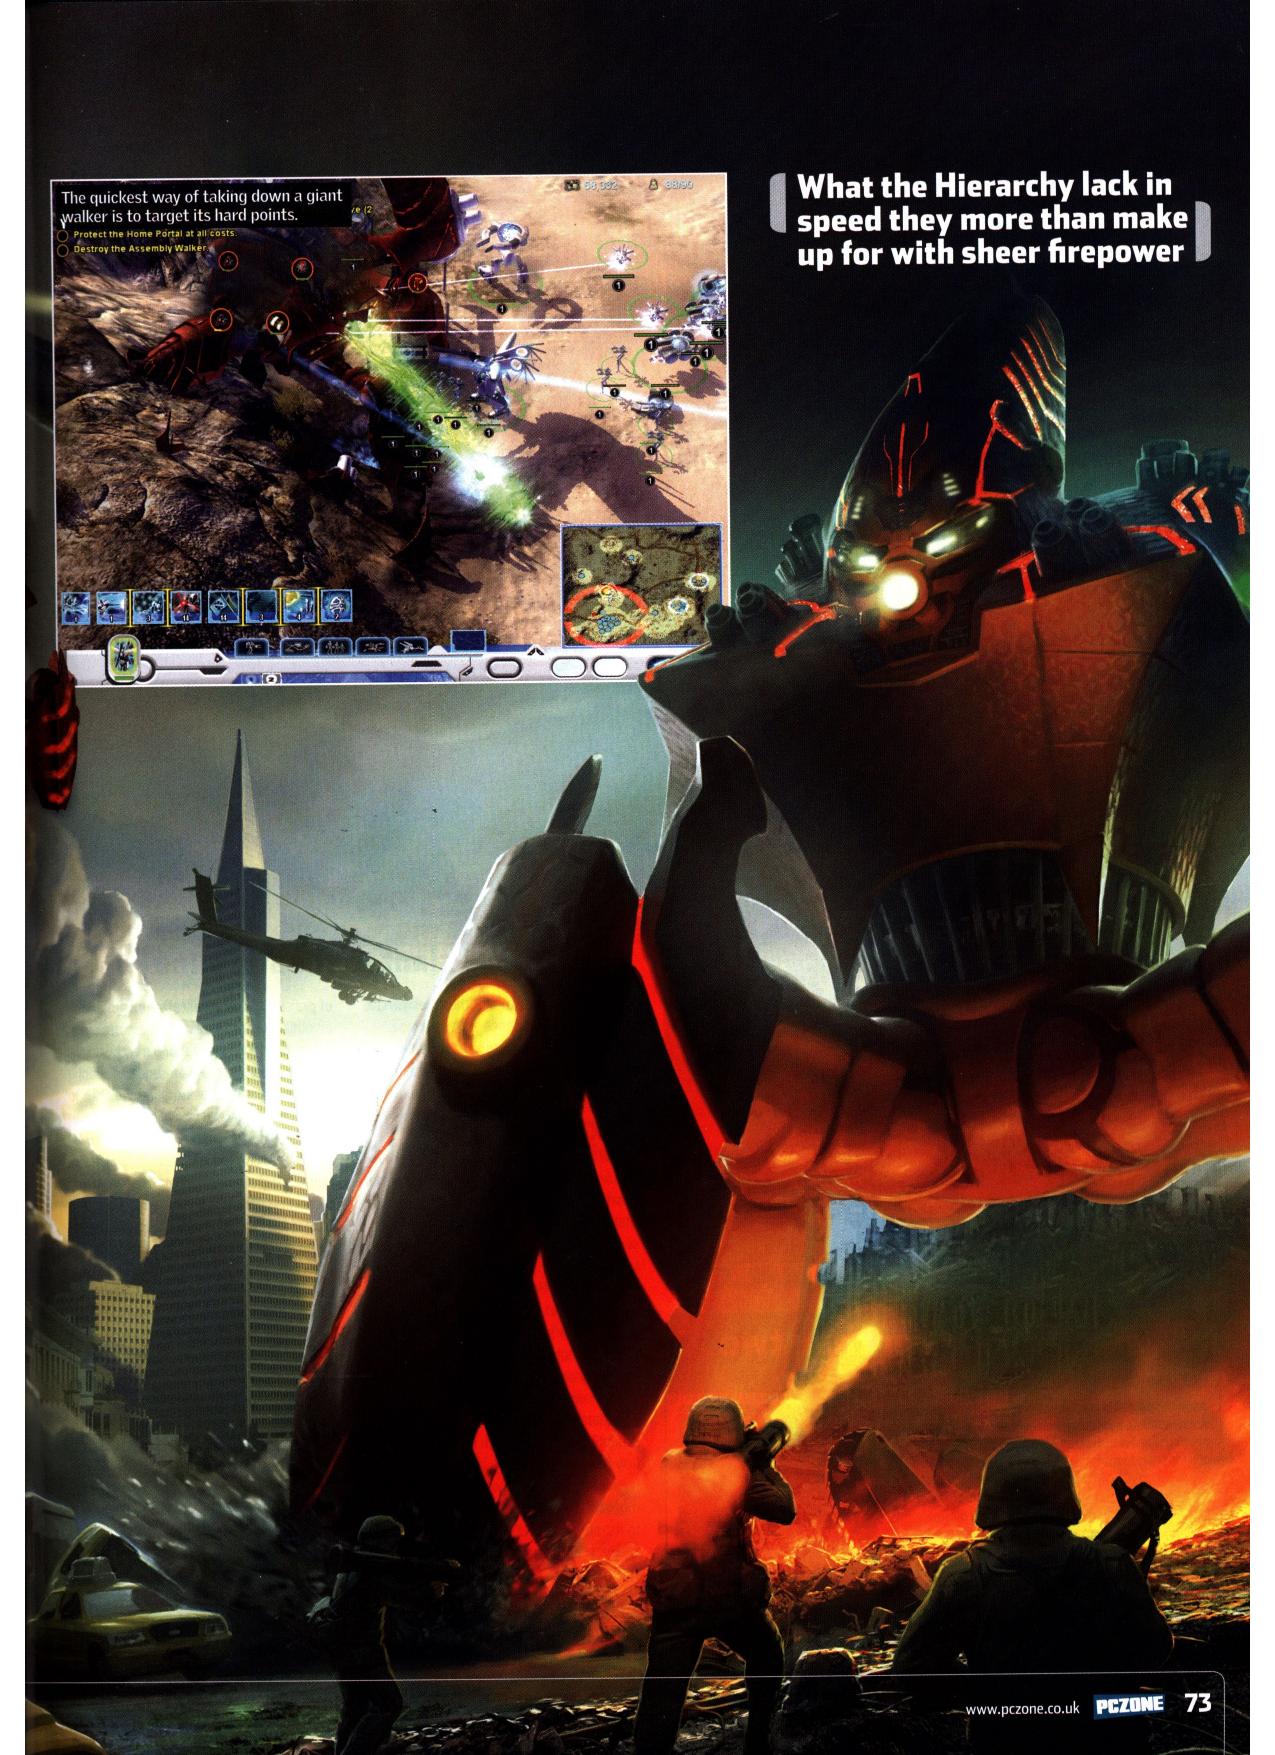 The quickest way of taking down a giant
walker is to target its hard points.
Protect the Home Portal at all costs.
Destroy the Assembly Walker
What the Hierarchy lack in
speed they more than make
up for with sheer firepower
www.pczone.co.uk PCZONE 73